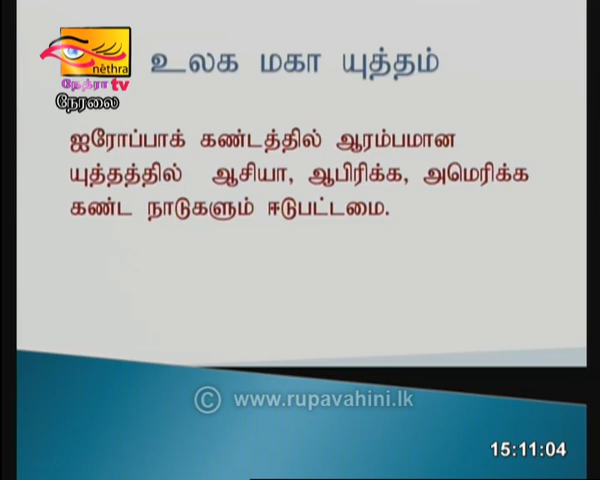 nethra
நேத்ரா tv
நேரலை
உலக மகா யுத்தம்
ஐரோப்பாக் கண்டத்தில் ஆரம்பமான
யுத்தத்தில் ஆசியா, ஆபிரிக்க, அமெரிக்க
கண்ட நாடுகளும் ஈடுபட்டமை.
© www.rupavahini.lk
15:11:04